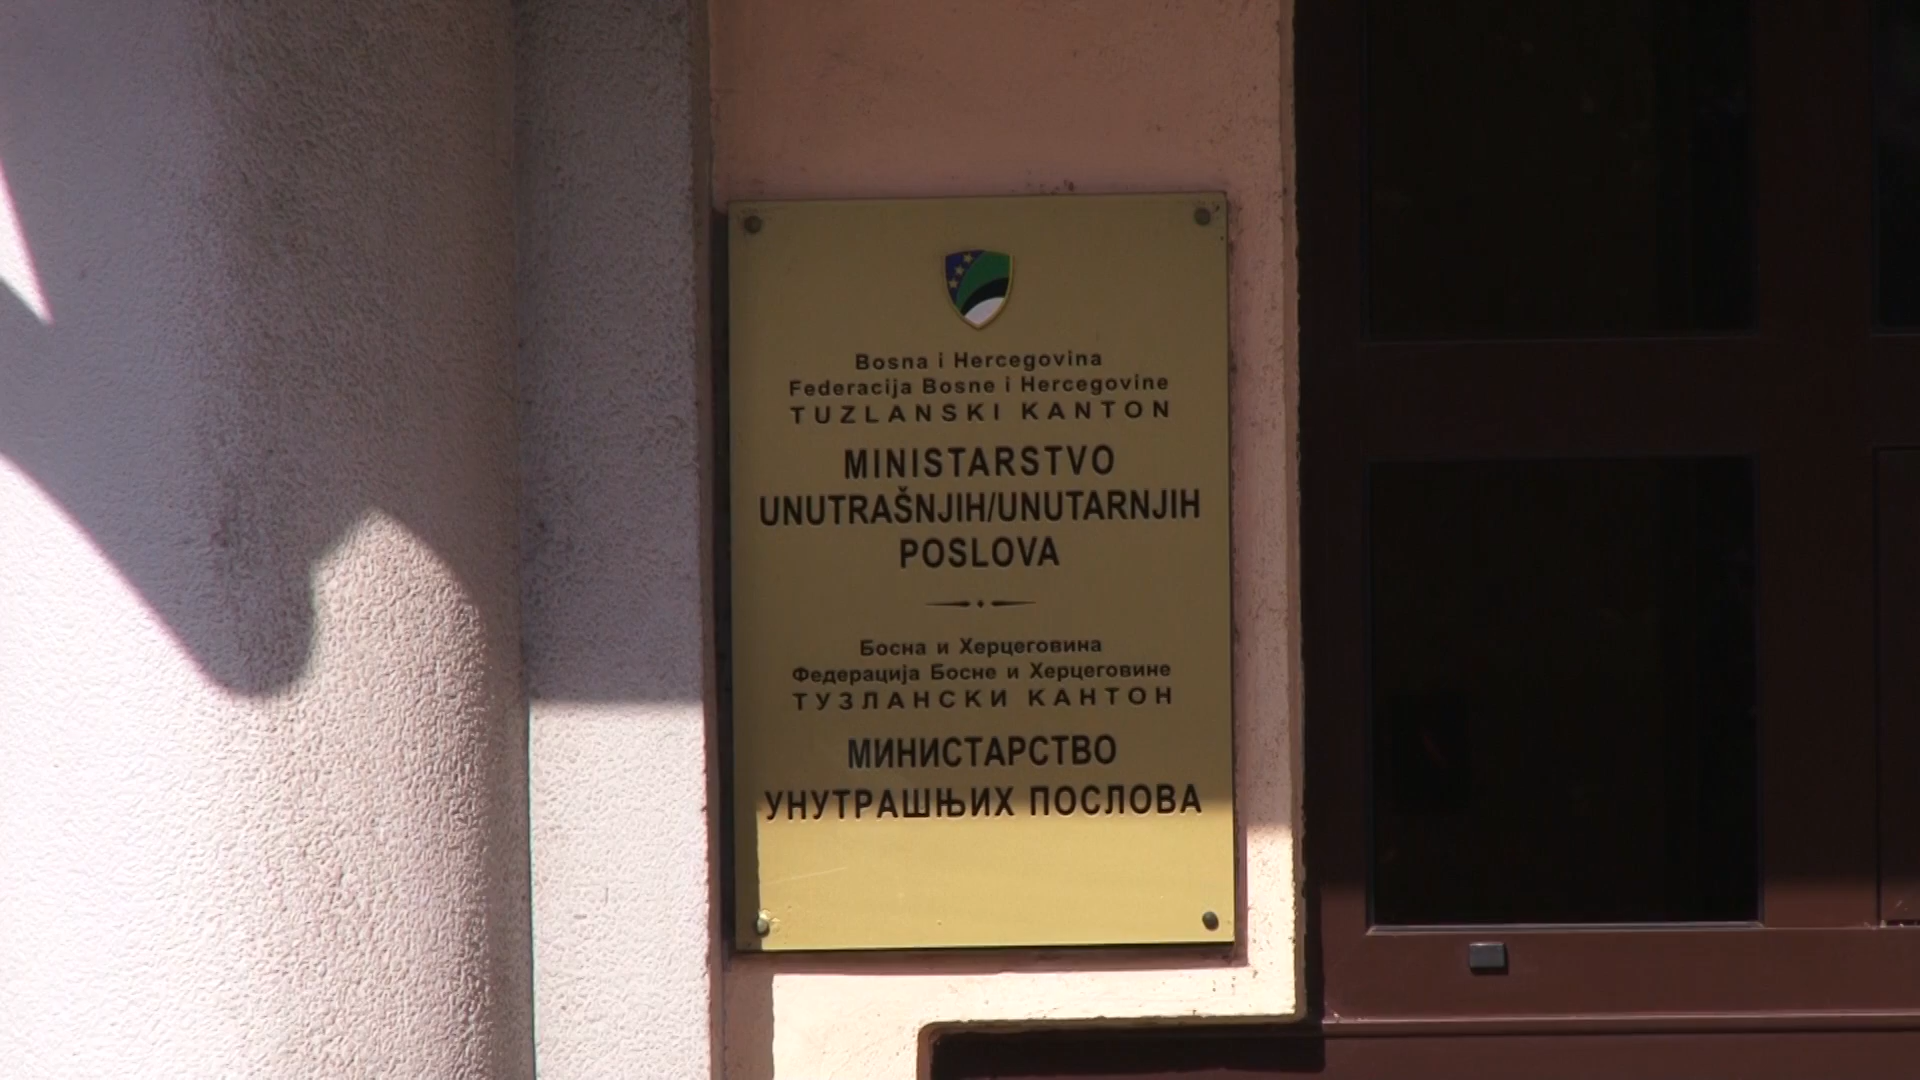 Bosna i Hercegovina
Federacija Bosne i Hercegovine
TUZLANSKI KANTON
MINISTARSTVO
UNUTRAŠNJIH/UNUTARNJIH
POSLOVA
Босна и Херцеговина
Федерација Босне и Херцеговине
ТУЗЛАНСКИ КАНТОН
МИНИСТАРСТВО
УНУТРАШЊИХ ПОСЛОВА